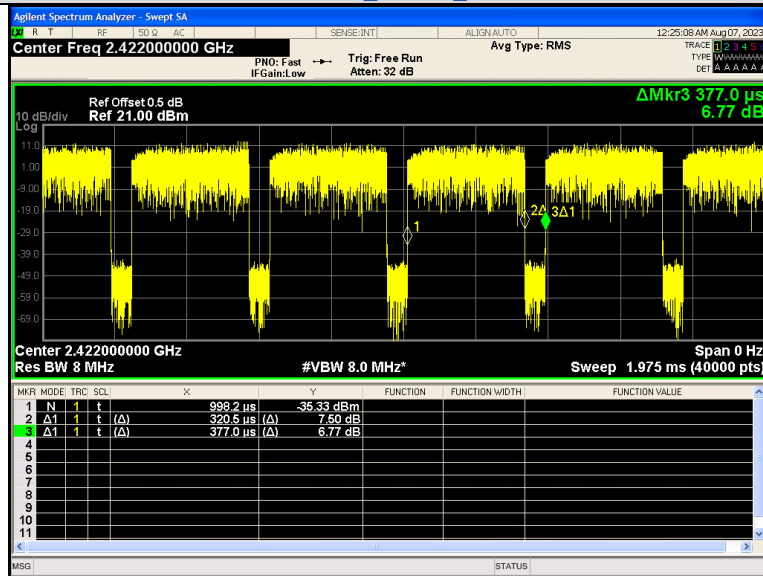 Agilent Spectrum Analyzer - Swept SA
LXI R T RF 50 Ω AC SENSE:INT ALIGN AUTO 12:25:08 AM Aug 07, 2023
Center Freq 2.422000000 GHz
PNO: Fast
IFGain:Low
Trig: Free Run
Atten: 32 dB
Avg Type: RMS
TRACE 1 2 3 4 5
TYPE
DET A A A A A
ΔMkr3 377.0 µs
6.77 dB
Ref Offset 0.5 dB
10 dB/div Ref 21.00 dBm
Log
11.0
1.00
-9.00
-19.0
-29.0
-39.0
-49.0
-59.0
-69.0
1
2Δ 3Δ1
Center 2.422000000 GHz Span 0 Hz
Res BW 8 MHz #VBW 8.0 MHz* Sweep 1.975 ms (40000 pts)
MKR MODE TRC SCL X Y FUNCTION FUNCTION WIDTH FUNCTION VALUE
1 N 1 t 998.2 µs -35.33 dBm
2 Δ1 1 t (Δ) 320.5 µs (Δ) 7.50 dB
3 Δ1 1 t (Δ) 377.0 µs (Δ) 6.77 dB
4
5
6
7
8
9
10
11
MSG STATUS